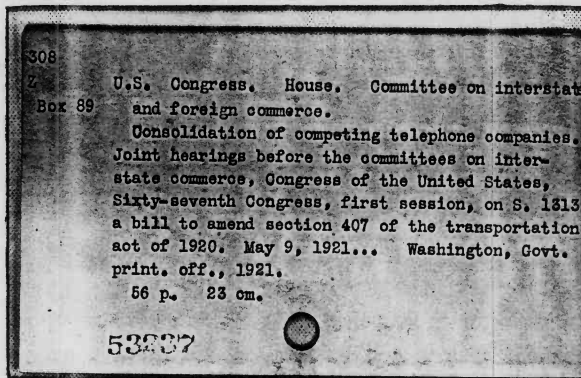 308
Z
Box 89
U.S. Congress. House. Committee on interstat
and foreign commerce.
Consolidation of competing telephone companies.
Joint hearings before the committees on inter-
state commerce, Congress of the United States,
Sixty-seventh Congress, first session, on S. 1313
a bill to amend section 407 of the transportation
act of 1920. May 9, 1921... Washington, Govt.
print. off., 1921.
56 p. 23 cm.